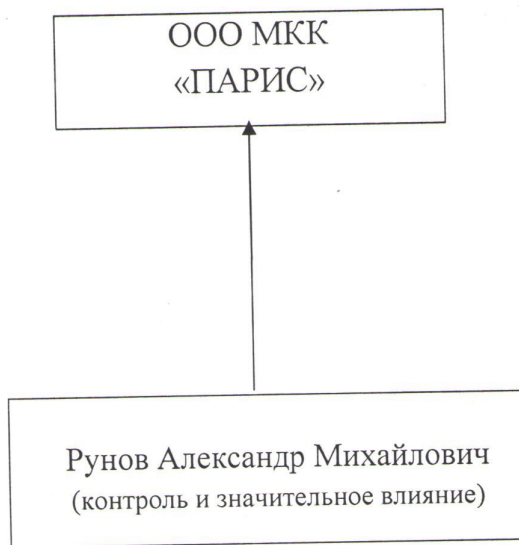 ООО МКК
«ПАРИС»
Рунов Александр Михайлович
(контроль и значительное влияние)